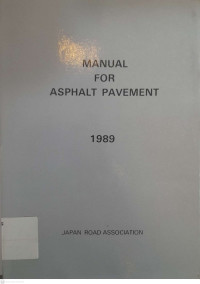 MANUAL
FOR
ASPHALT PAVEMENT
1989
JAPAN ROAD ASSOCIATION